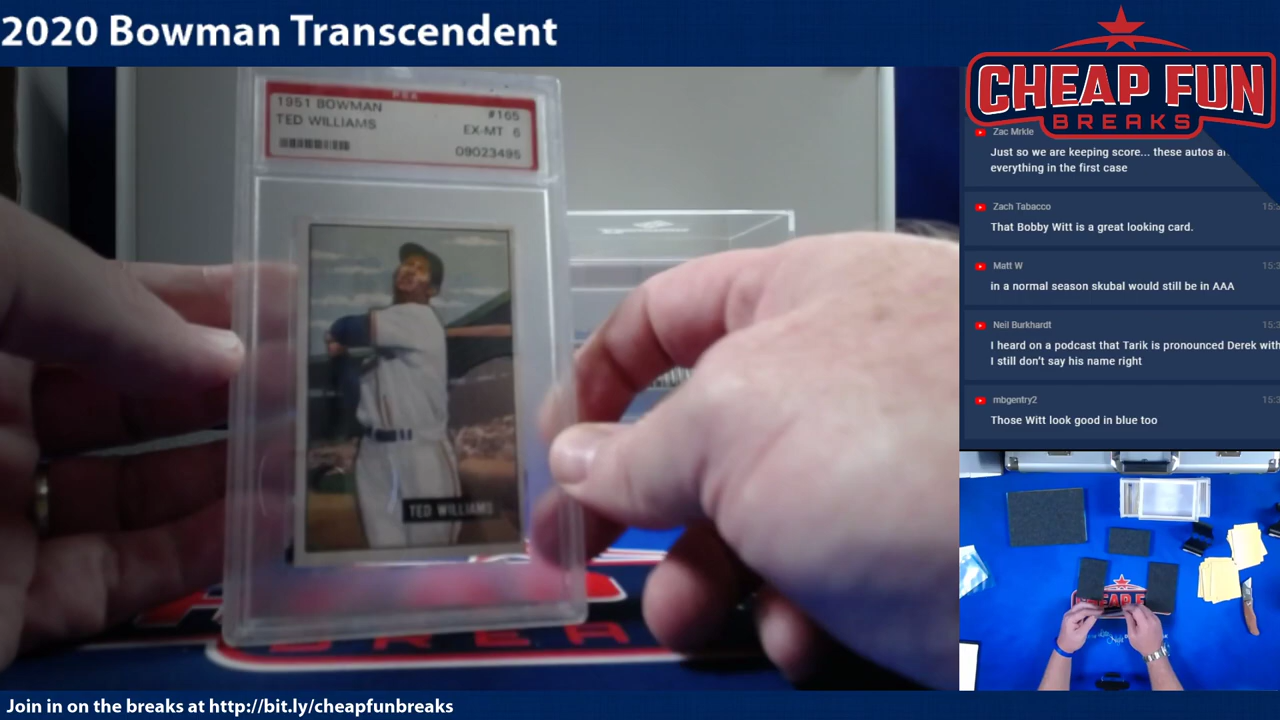 2020 Bowman Transcendent
PSA
1951 BOWMAN
#165
TED WILLIAMS
EX-MT 6
09023495
TED WILLIAMS
CHEAP FUN
BREAKS
Zac Mrkle
Just so we are keeping score... these autos
everything in the first case
Zach Tabacco
That Bobby Witt is a great looking card.
Matt W
in a normal season skubal would still be in AAA
Neil Burkhardt
I heard on a podcast that Tarik is pronounced Derek with
I still don't say his name right
mbgentry2
Those Witt look good in blue too
Join in on the breaks at http://bit.ly/cheapfunbreaks